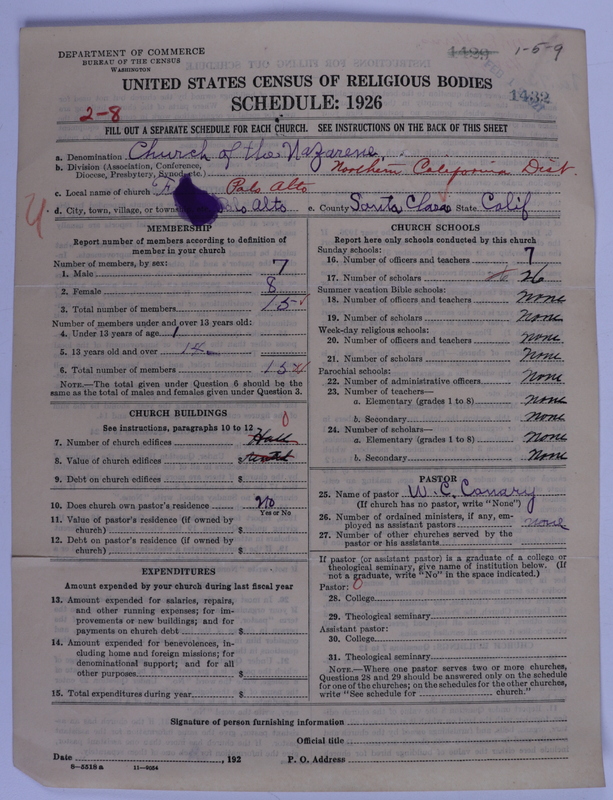 DEPARTMENT OF COMMERCE
BUREAU OF THE CENSUS
WASHINGTON
1429
1-5-9
1432
UNITED STATES CENSUS OF RELIGIOUS BODIES
SCHEDULE: 1926
2-8
FILL OUT A SEPARATE SCHEDULE FOR EACH CHURCH. SEE INSTRUCTIONS ON THE BACK OF THIS SHEET
a. Denomination Church of the Nazarene
b. Division (Association, Conference, Diocese, Presbytery, Synod, etc.) Northern California Dist.
c. Local name of church Palo Alto
d. City, town, village, or town Alto e. County Santa Clara State Calif
MEMBERSHIP
Report number of members according to definition of
member in your church
Number of members, by sex:
1. Male 7
2. Female 8
3. Total number of members 15
Number of members under and over 13 years old:
4. Under 13 years of age 1
5. 13 years old and over 14
6. Total number of members 15
NOTE.—The total given under Question 6 should be the
same as the total of males and females given under Question 3.
CHURCH BUILDINGS
See instructions, paragraphs 10 to 12
0
7. Number of church edifices Hall
8. Value of church edifices rented
9. Debt on church edifices $
10. Does church own pastor's residence No
Yes or No
11. Value of pastor's residence (if owned by
church) $
12. Debt on pastor's residence (if owned by
church) $
EXPENDITURES
Amount expended by your church during last fiscal year
13. Amount expended for salaries, repairs,
and other running expenses; for im-
provements or new buildings; and for
payments on church debt $
14. Amount expended for benevolences, in-
cluding home and foreign missions; for
denominational support; and for all
other purposes $
15. Total expenditures during year $
CHURCH SCHOOLS
Report here only schools conducted by this church
Sunday schools:
16. Number of officers and teachers 7
17. Number of scholars 26
Summer vacation Bible schools:
18. Number of officers and teachers none
19. Number of scholars none
Week-day religious schools:
20. Number of officers and teachers none
21. Number of scholars none
Parochial schools:
22. Number of administrative officers none
23. Number of teachers—
a. Elementary (grades 1 to 8) none
b. Secondary none
24. Number of scholars—
a. Elementary (grades 1 to 8) none
b. Secondary none
PASTOR
25. Name of pastor W. C. Canary
(If church has no pastor, write "None")
26. Number of ordained ministers, if any, em-
ployed as assistant pastors none
27. Number of other churches served by the
pastor or his assistants
If pastor (or assistant pastor) is a graduate of a college or
theological seminary, give name of institution below. (If
not a graduate, write "No" in the space indicated.)
Pastor: 0
28. College
29. Theological seminary
Assistant pastor:
30. College
31. Theological seminary
NOTE.—Where one pastor serves two or more churches,
Questions 28 and 29 should be answered only on the schedule
for one of the churches; on the schedules for the other churches,
write "See schedule for church."
Signature of person furnishing information
Official title
Date , 192 P. O. Address
8—5518 a 11—9054